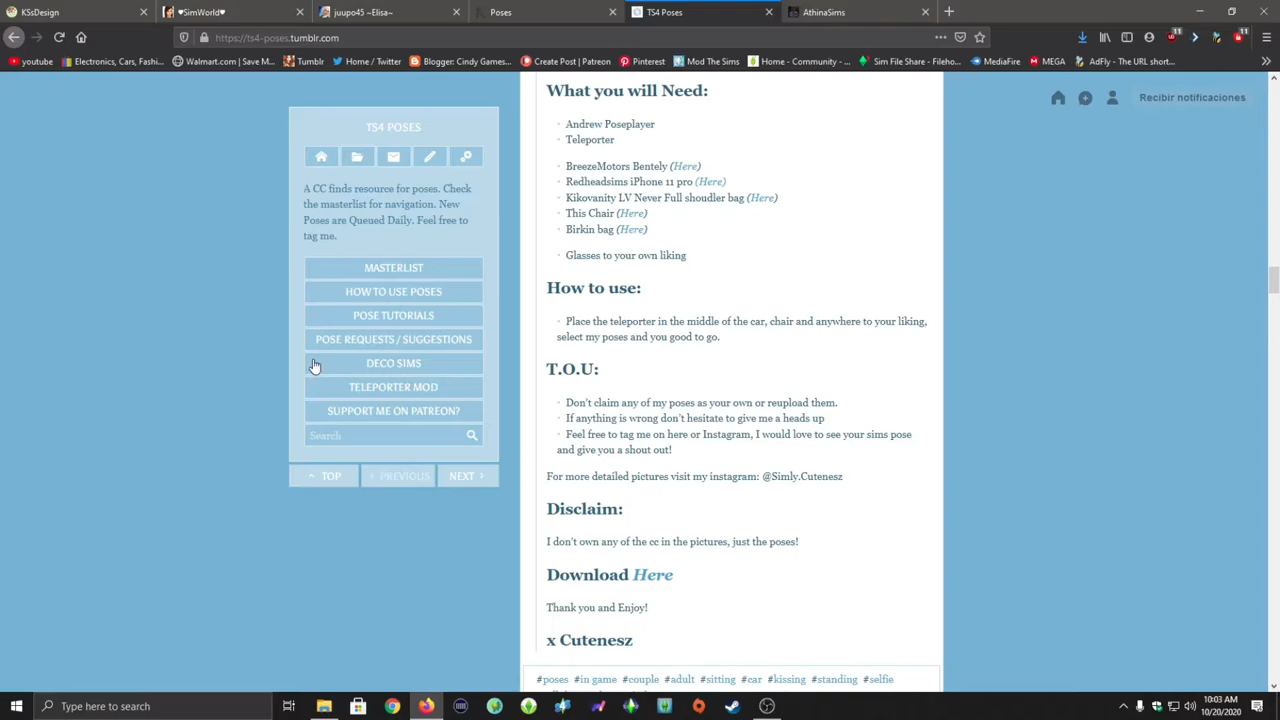 KSsDesign
♥SimWorld♥
juupo45 ~Elisa~
Poses
TS4 Poses
AthinaSims
https://ts4-poses.tumblr.com
11
11
youtube
Electronics, Cars, Fashi...
Walmart.com | Save M...
Tumblr
Home / Twitter
Blogger: Cindy Games...
Create Post | Patreon
Pinterest
Mod The Sims
Home - Community - ...
Sim File Share - Fileho...
MediaFire
MEGA
AdFly - The URL short...
Recibir notificaciones
TS4 POSES
A CC finds resource for poses. Check
the masterlist for navigation. New
Poses are Queued Daily. Feel free to
tag me.
MASTERLIST
HOW TO USE POSES
POSE TUTORIALS
POSE REQUESTS / SUGGESTIONS
DECO SIMS
TELEPORTER MOD
SUPPORT ME ON PATREON?
Search
TOP
PREVIOUS
NEXT
What you will Need:
Andrew Poseplayer
Teleporter
BreezeMotors Bentely (Here)
Redheadsims iPhone 11 pro (Here)
Kikovanity LV Never Full shoudler bag (Here)
This Chair (Here)
Birkin bag (Here)
Glasses to your own liking
How to use:
Place the teleporter in the middle of the car, chair and anywhere to your liking,
select my poses and you good to go.
T.O.U:
Don't claim any of my poses as your own or reupload them.
If anything is wrong don't hesitate to give me a heads up
Feel free to tag me on here or Instagram, I would love to see your sims pose
and give you a shout out!
For more detailed pictures visit my instagram: @Simly.Cutenesz
Disclaim:
I don't own any of the cc in the pictures, just the poses!
Download Here
Thank you and Enjoy!
x Cutenesz
#poses #in game #couple #adult #sitting #car #kissing #standing #selfie
Type here to search
10:03 AM
10/20/2020